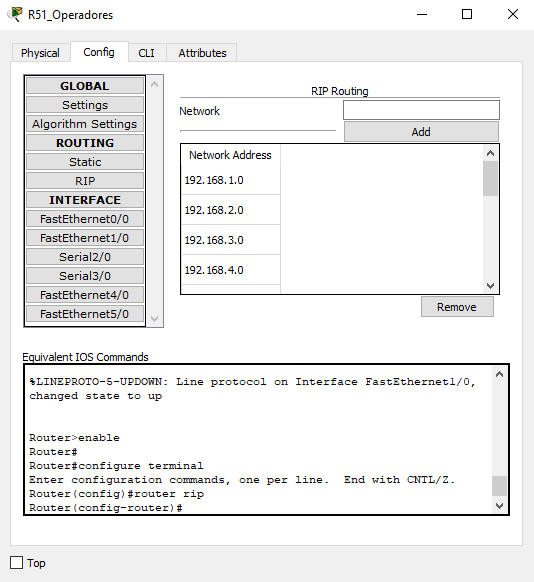 R51_Operadores
Physical
Config
CLI
Attributes
GLOBAL
Settings
Algorithm Settings
ROUTING
Static
RIP
INTERFACE
FastEthernet0/0
FastEthernet1/0
Serial2/0
Serial3/0
FastEthernet4/0
FastEthernet5/0
RIP Routing
Network
Add
Network Address
192.168.1.0
192.168.2.0
192.168.3.0
192.168.4.0
Remove
Equivalent IOS Commands
%LINEPROTO-5-UPDOWN: Line protocol on Interface FastEthernet1/0,
changed state to up
Router>enable
Router#
Router#configure terminal
Enter configuration commands, one per line.  End with CNTL/Z.
Router(config)#router rip
Router(config-router)#
Top